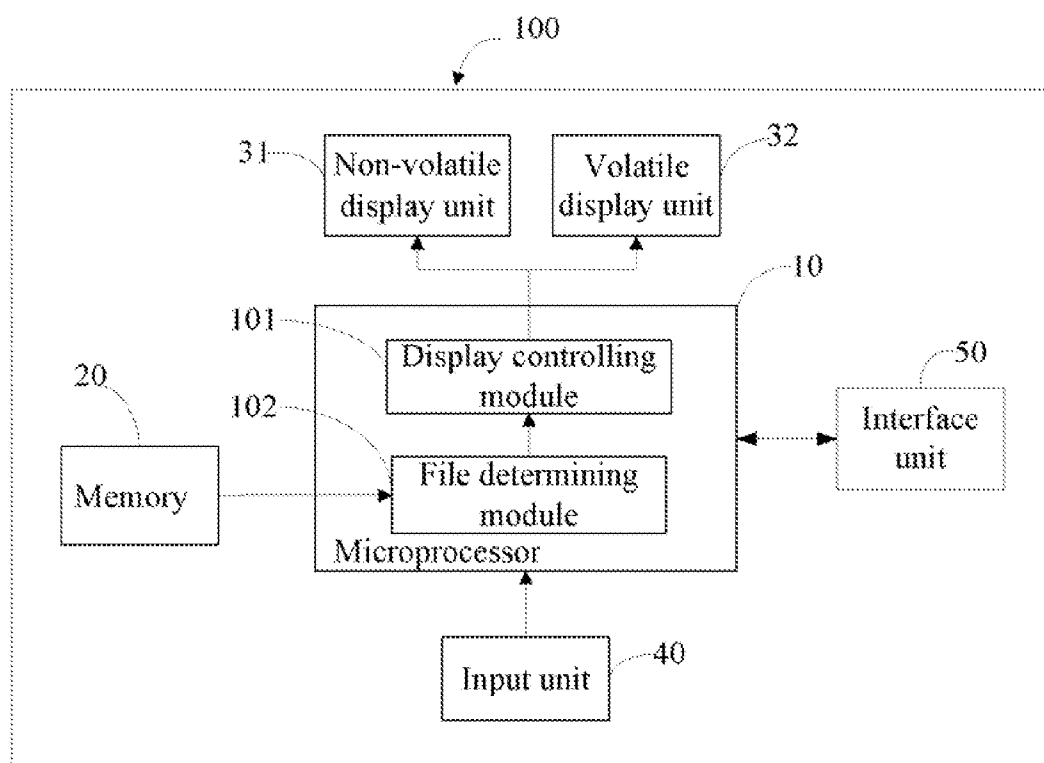 100
31
Non-volatile
display unit
Volatile
display unit
32
10
101
Display controlling
module
20
102
50
Interface
unit
File determining
module
Memory
Microprocessor
Input unit
40